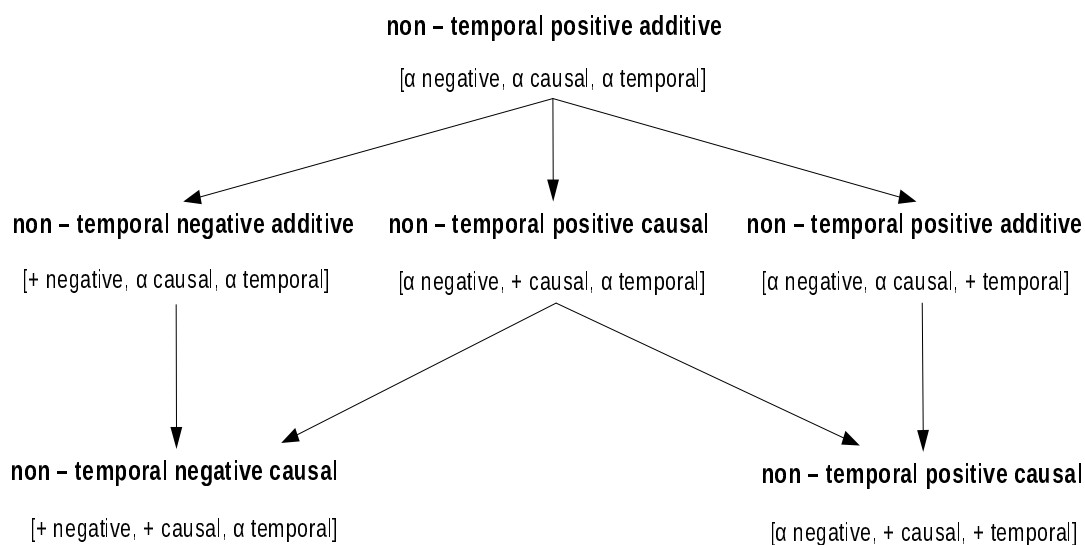 non – temporal positive additive
[α negative, α causal, α temporal]
non – temporal negative additive
non – temporal positive causal
non – temporal positive additive
[+ negative, α causal, α temporal]
[α negative, + causal, α temporal]
[α negative, α causal, + temporal]
non – temporal negative causal
non – temporal positive causal
[+ negative, + causal, α temporal]
[α negative, + causal, + temporal]